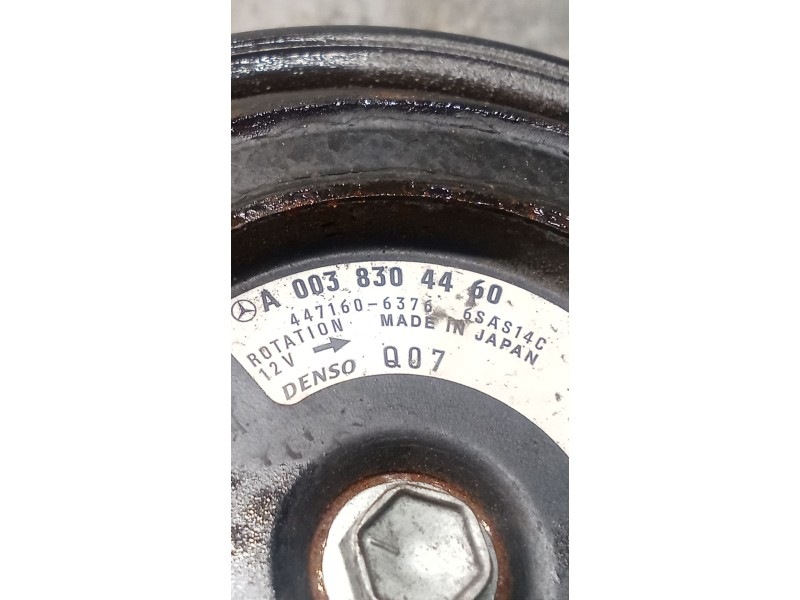 A 003 830 44 60
447160-6376 6SAS14C
ROTATION MADE IN JAPAN
12V
DENSO Q07